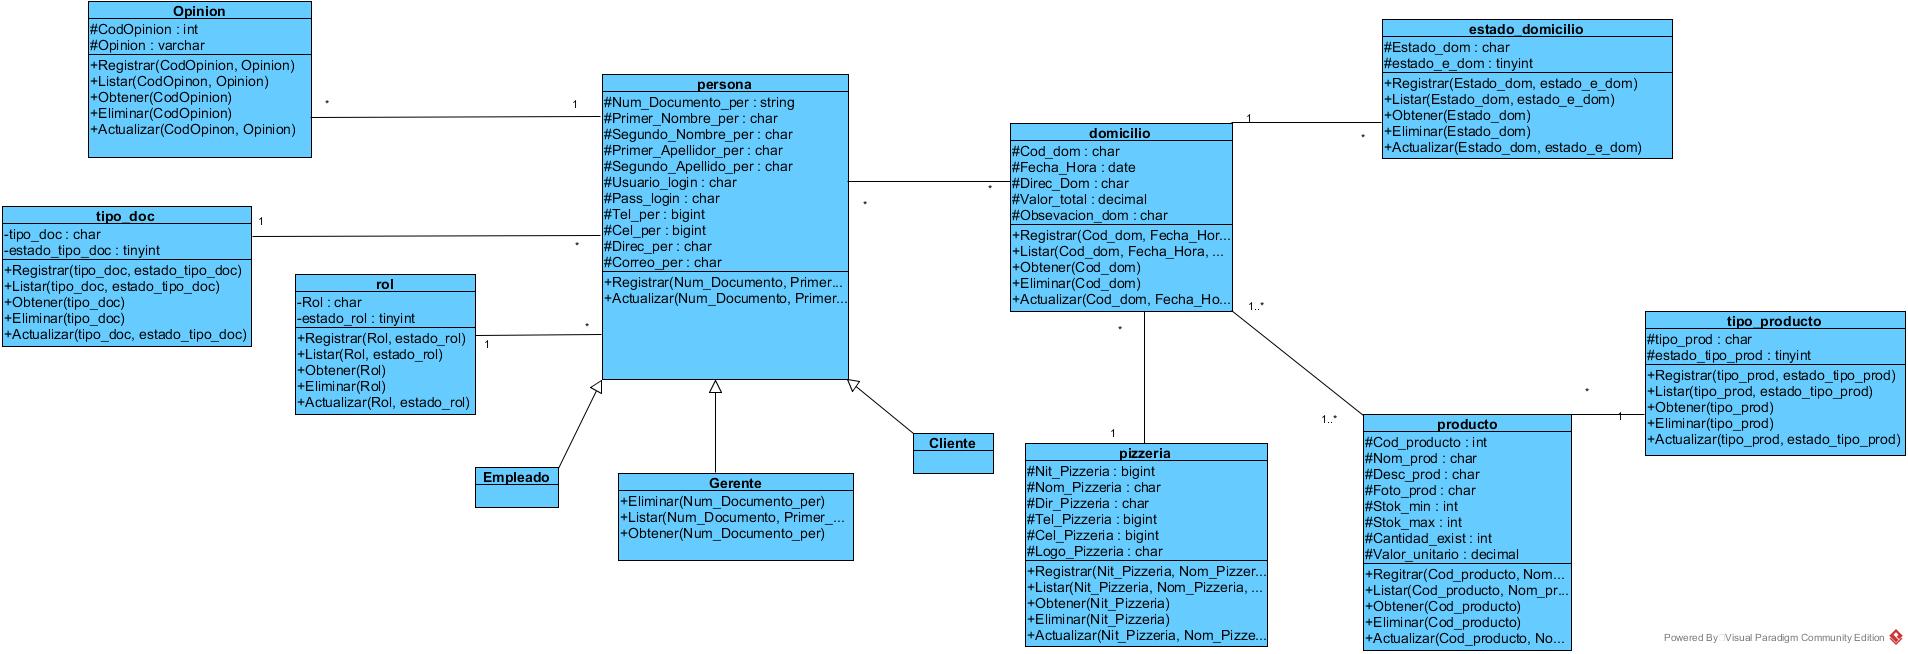 Opinion
#CodOpinion : int
#Opinion : varchar
+Registrar(CodOpinion, Opinion)
+Listar(CodOpinon, Opinion)
+Obtener(CodOpinion)
+Eliminar(CodOpinion)
+Actualizar(CodOpinon, Opinion)
*
1
tipo_doc
-tipo_doc : char
-estado_tipo_doc : tinyint
+Registrar(tipo_doc, estado_tipo_doc)
+Listar(tipo_doc, estado_tipo_doc)
+Obtener(tipo_doc)
+Eliminar(tipo_doc)
+Actualizar(tipo_doc, estado_tipo_doc)
1
*
rol
-Rol : char
-estado_rol : tinyint
+Registrar(Rol, estado_rol)
+Listar(Rol, estado_rol)
+Obtener(Rol)
+Eliminar(Rol)
+Actualizar(Rol, estado_rol)
1
*
persona
#Num_Documento_per : string
#Primer_Nombre_per : char
#Segundo_Nombre_per : char
#Primer_Apellidor_per : char
#Segundo_Apellido_per : char
#Usuario_login : char
#Pass_login : char
#Tel_per : bigint
#Cel_per : bigint
#Direc_per : char
#Correo_per : char
+Registrar(Num_Documento, Primer...
+Actualizar(Num_Documento, Primer...
Empleado
Gerente
+Eliminar(Num_Documento_per)
+Listar(Num_Documento, Primer_...
+Obtener(Num_Documento_per)
Cliente
*
*
domicilio
#Cod_dom : char
#Fecha_Hora : date
#Direc_Dom : char
#Valor_total : decimal
#Obsevacion_dom : char
+Registrar(Cod_dom, Fecha_Hor...
+Listar(Cod_dom, Fecha_Hora, ...
+Obtener(Cod_dom)
+Eliminar(Cod_dom)
+Actualizar(Cod_dom, Fecha_Ho...
1
*
estado_domicilio
#Estado_dom : char
#estado_e_dom : tinyint
+Registrar(Estado_dom, estado_e_dom)
+Listar(Estado_dom, estado_e_dom)
+Obtener(Estado_dom)
+Eliminar(Estado_dom)
+Actualizar(Estado_dom, estado_e_dom)
*
1
pizzeria
#Nit_Pizzeria : bigint
#Nom_Pizzeria : char
#Dir_Pizzeria : char
#Tel_Pizzeria : bigint
#Cel_Pizzeria : bigint
#Logo_Pizzeria : char
+Registrar(Nit_Pizzeria, Nom_Pizzer...
+Listar(Nit_Pizzeria, Nom_Pizzeria, ...
+Obtener(Nit_Pizzeria)
+Eliminar(Nit_Pizzeria)
+Actualizar(Nit_Pizzeria, Nom_Pizze...
1..*
1..*
producto
#Cod_producto : int
#Nom_prod : char
#Desc_prod : char
#Foto_prod : char
#Stok_min : int
#Stok_max : int
#Cantidad_exist : int
#Valor_unitario : decimal
+Regitrar(Cod_producto, Nom...
+Listar(Cod_producto, Nom_pr...
+Obtener(Cod_producto)
+Eliminar(Cod_producto)
+Actualizar(Cod_producto, No...
*
1
tipo_producto
#tipo_prod : char
#estado_tipo_prod : tinyint
+Registrar(tipo_prod, estado_tipo_prod)
+Listar(tipo_prod, estado_tipo_prod)
+Obtener(tipo_prod)
+Eliminar(tipo_prod)
+Actualizar(tipo_prod, estado_tipo_prod)
Powered By Visual Paradigm Community Edition